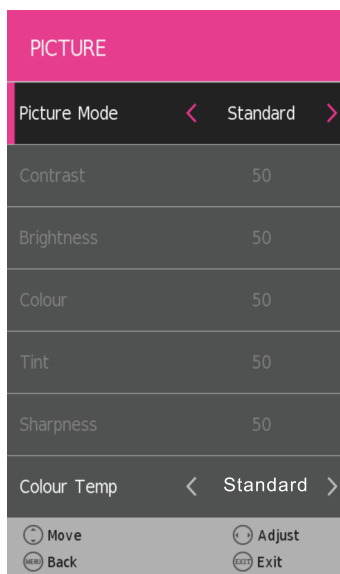 PICTURE
Picture Mode < Standard >
Contrast 50
Brightness 50
Colour 50
Tint 50
Sharpness 50
Colour Temp < Standard >
Move Adjust
MENU Back EXIT Exit